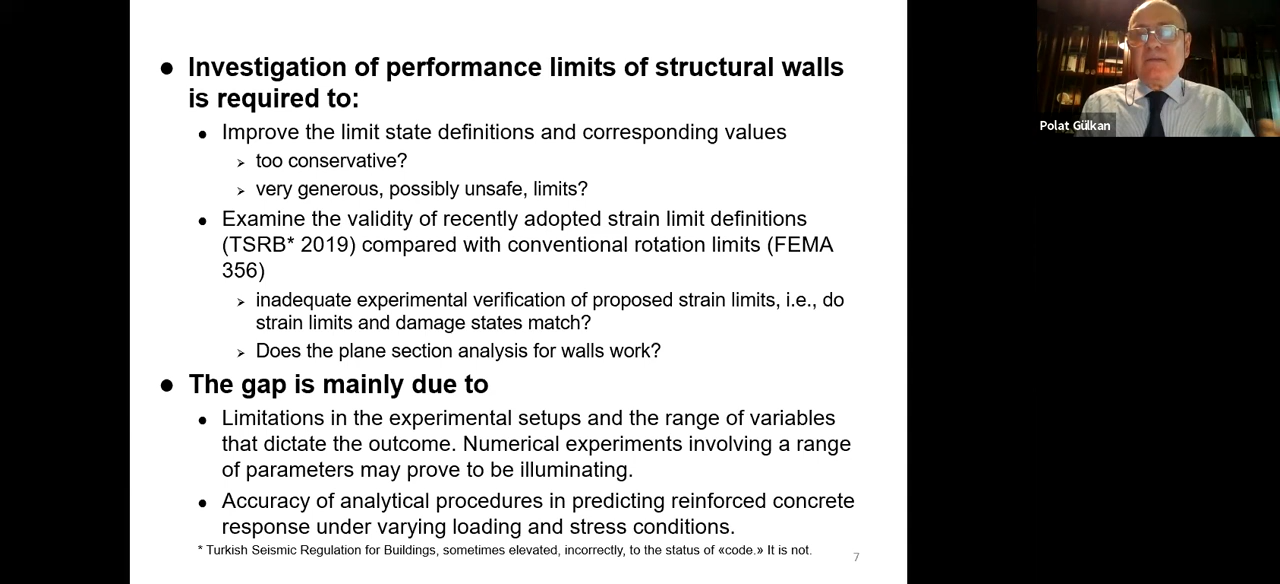 ● Investigation of performance limits of structural walls
is required to:
● Improve the limit state definitions and corresponding values
➢ too conservative?
➢ very generous, possibly unsafe, limits?
● Examine the validity of recently adopted strain limit definitions
(TSRB* 2019) compared with conventional rotation limits (FEMA
356)
➢ inadequate experimental verification of proposed strain limits, i.e., do
strain limits and damage states match?
➢ Does the plane section analysis for walls work?
● The gap is mainly due to
● Limitations in the experimental setups and the range of variables
that dictate the outcome. Numerical experiments involving a range
of parameters may prove to be illuminating.
● Accuracy of analytical procedures in predicting reinforced concrete
response under varying loading and stress conditions.
* Turkish Seismic Regulation for Buildings, sometimes elevated, incorrectly, to the status of «code.» It is not.
7
Polat Gülkan